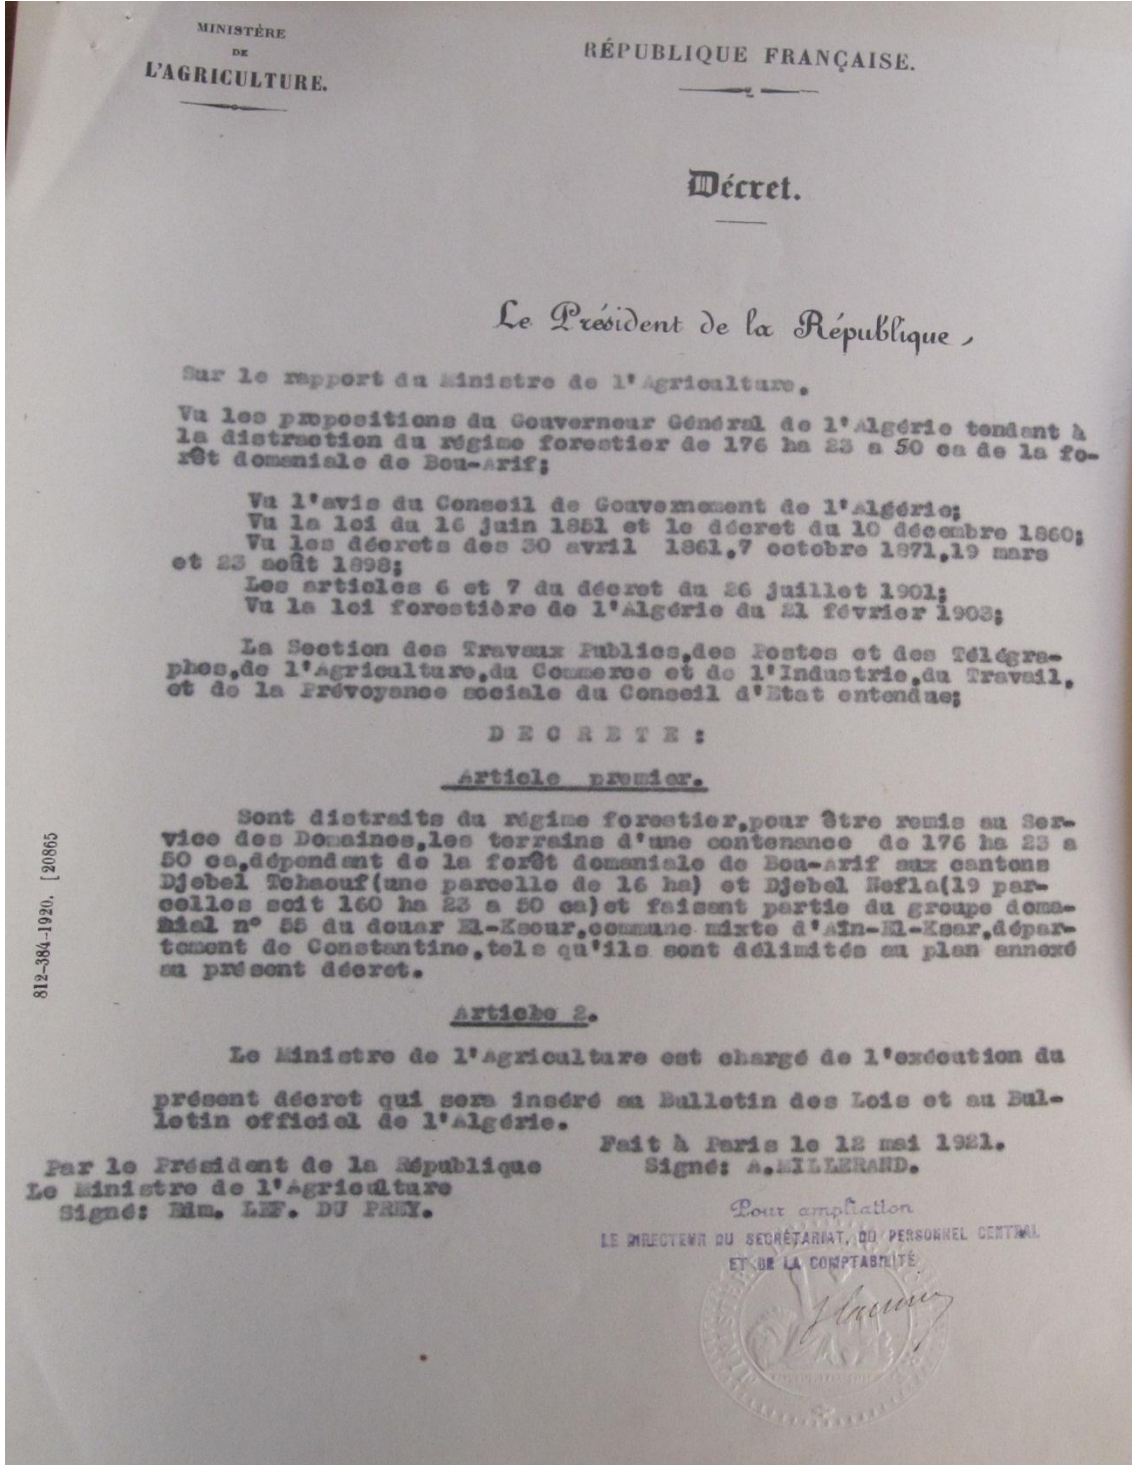 MINISTÈRE
DE
L'AGRICULTURE.
RÉPUBLIQUE FRANÇAISE.
Décret.
Le Président de la République,
Sur le rapport du Ministre de l'Agriculture.
Vu les propositions du Gouverneur Général de l'Algérie tendant à
la distraction du régime forestier de 176 ha 23 a 50 ca de la fo-
rêt domaniale de Bou-Arif;
Vu l'avis du Conseil de Gouvernement de l'Algérie;
Vu la loi du 16 juin 1851 et le décret du 10 décembre 1860;
Vu les décrets des 30 avril 1861,7 octobre 1871,19 mars
et 23 août 1898;
Les articles 6 et 7 du décret du 26 juillet 1901;
Vu la loi forestière de l'Algérie du 21 février 1903;
La Section des Travaux Publics,des Postes et des Télégra-
phes,de l'Agriculture,du Commerce et de l'Industrie,du Travail,
et de la Prévoyance sociale du Conseil d'Etat entendue;
D E C R E T E :
Article premier.
Sont distraits du régime forestier,pour être remis au Ser-
vice des Domaines,les terrains d'une contenance de 176 ha 23 a
50 ca,dépendant de la forêt domaniale de Bou-Arif aux cantons
Djebel Tchaouf(une parcelle de 16 ha) et Djebel Nefla(19 par-
celles soit 160 ha 23 a 50 ca)et faisant partie du groupe doma-
nial n° 55 du douar El-Ksour,commune mixte d'Aïn-El-Ksar,dépar-
tement de Constantine,tels qu'ils sont délimités au plan annexé
au présent décret.
Article 2.
Le Ministre de l'Agriculture est chargé de l'exécution du
présent décret qui sera inséré au Bulletin des Lois et au Bul-
letin officiel de l'Algérie.
Fait à Paris le 12 mai 1921.
Signé: A.MILLERAND.
Par le Président de la République
Le Ministre de l'Agriculture
Signé: Edm. LEF. DU PREY.
Pour ampliation
LE DIRECTEUR DU SECRÉTARIAT, DU PERSONNEL CENTRAL
ET DE LA COMPTABILITÉ
812-384-1920. [20865